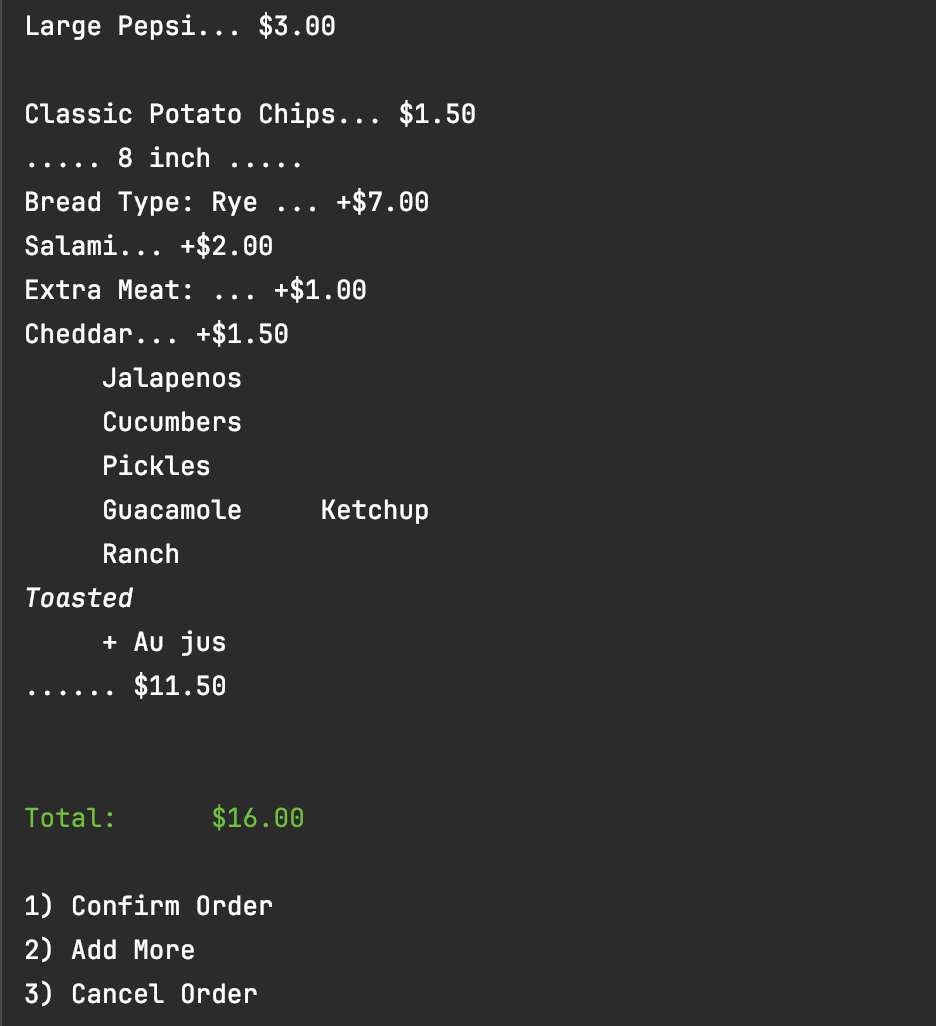 Large Pepsi... $3.00
Classic Potato Chips... $1.50
..... 8 inch .....
Bread Type: Rye ... +$7.00
Salami... +$2.00
Extra Meat: ... +$1.00
Cheddar... +$1.50
Jalapenos
Cucumbers
Pickles
Guacamole     Ketchup
Ranch
Toasted
+ Au jus
...... $11.50
Total:      $16.00
1) Confirm Order
2) Add More
3) Cancel Order